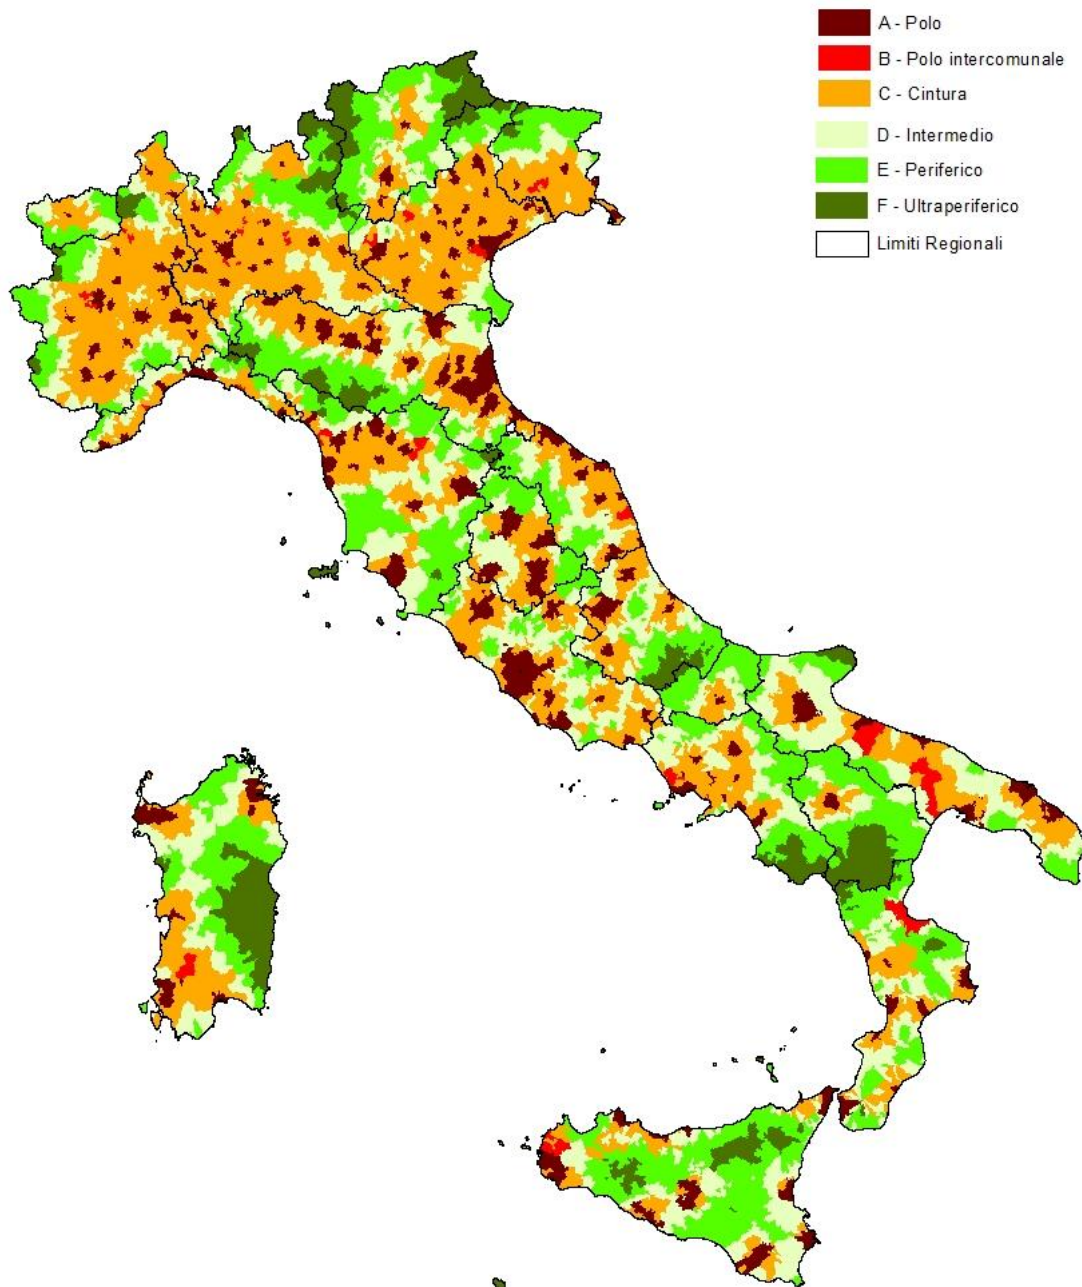 A - Polo
B - Polo intercomunale
C - Cintura
D - Intermedio
E - Periferico
F - Ultraperiferico
Limiti Regionali